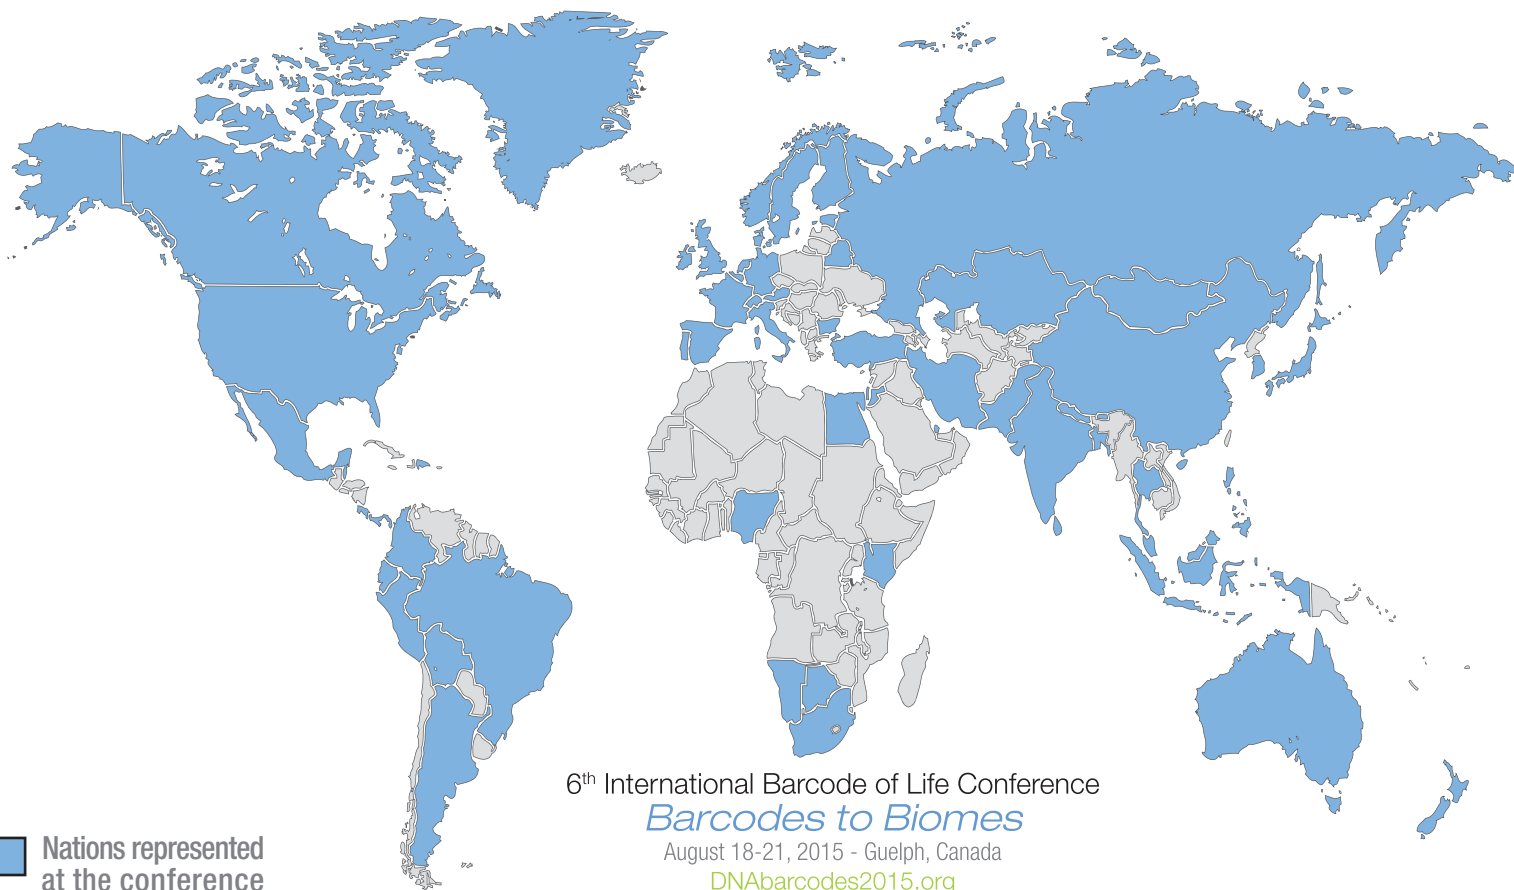 6th International Barcode of Life Conference
Barcodes to Biomes
August 18-21, 2015 - Guelph, Canada
DNAbarcodes2015.org
Nations represented
at the conference